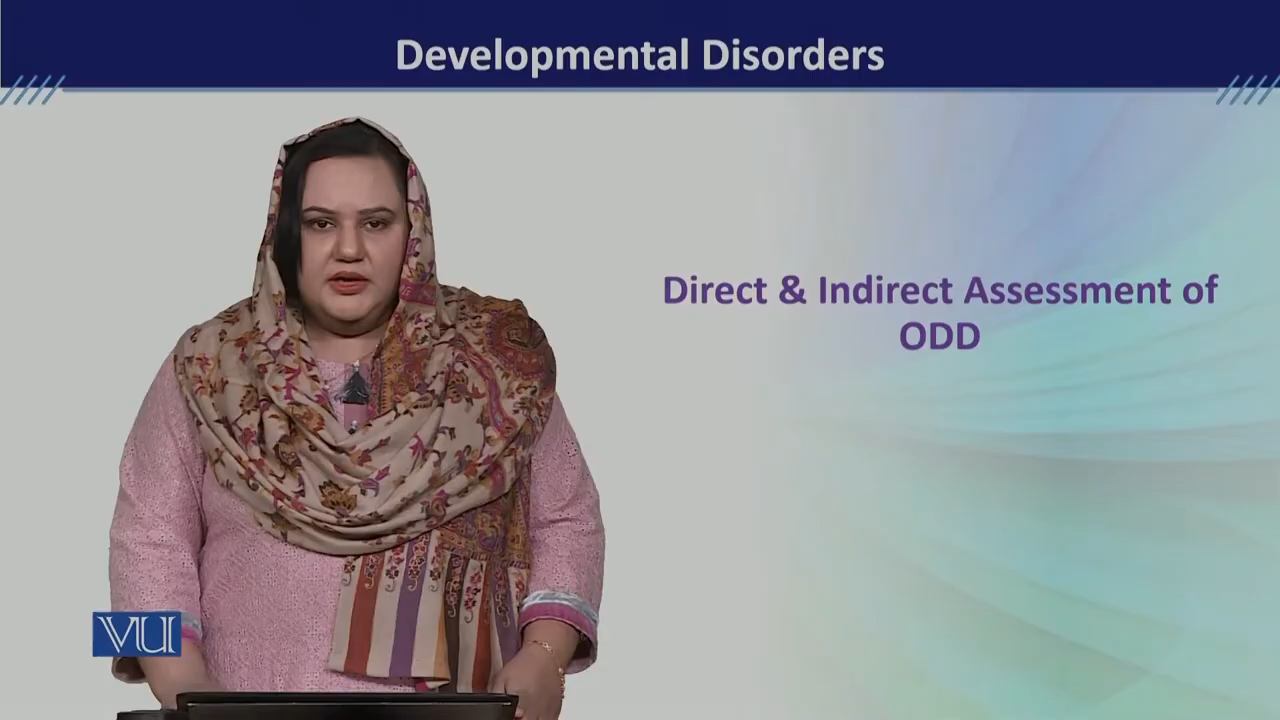 Developmental Disorders
Direct & Indirect Assessment of
ODD
VU